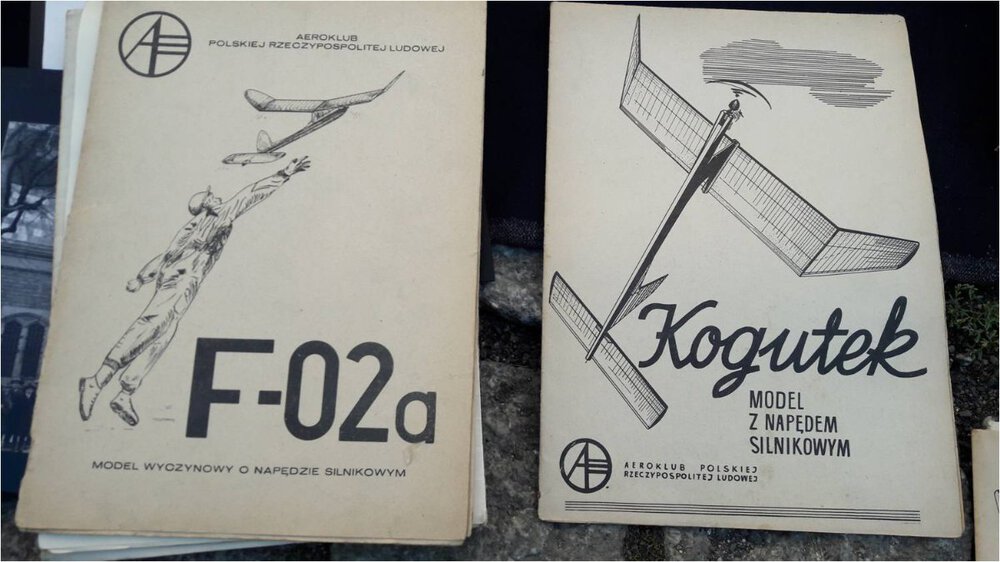 AEROKLUB
POLSKIEJ RZECZYPOSPOLITEJ LUDOWEJ
F-02a
MODEL WYCZYNOWY O NAPĘDZIE SILNIKOWYM
Kogutek
MODEL
Z NAPĘDEM
SILNIKOWYM
AEROKLUB POLSKIEJ
RZECZYPOSPOLITEJ LUDOWEJ